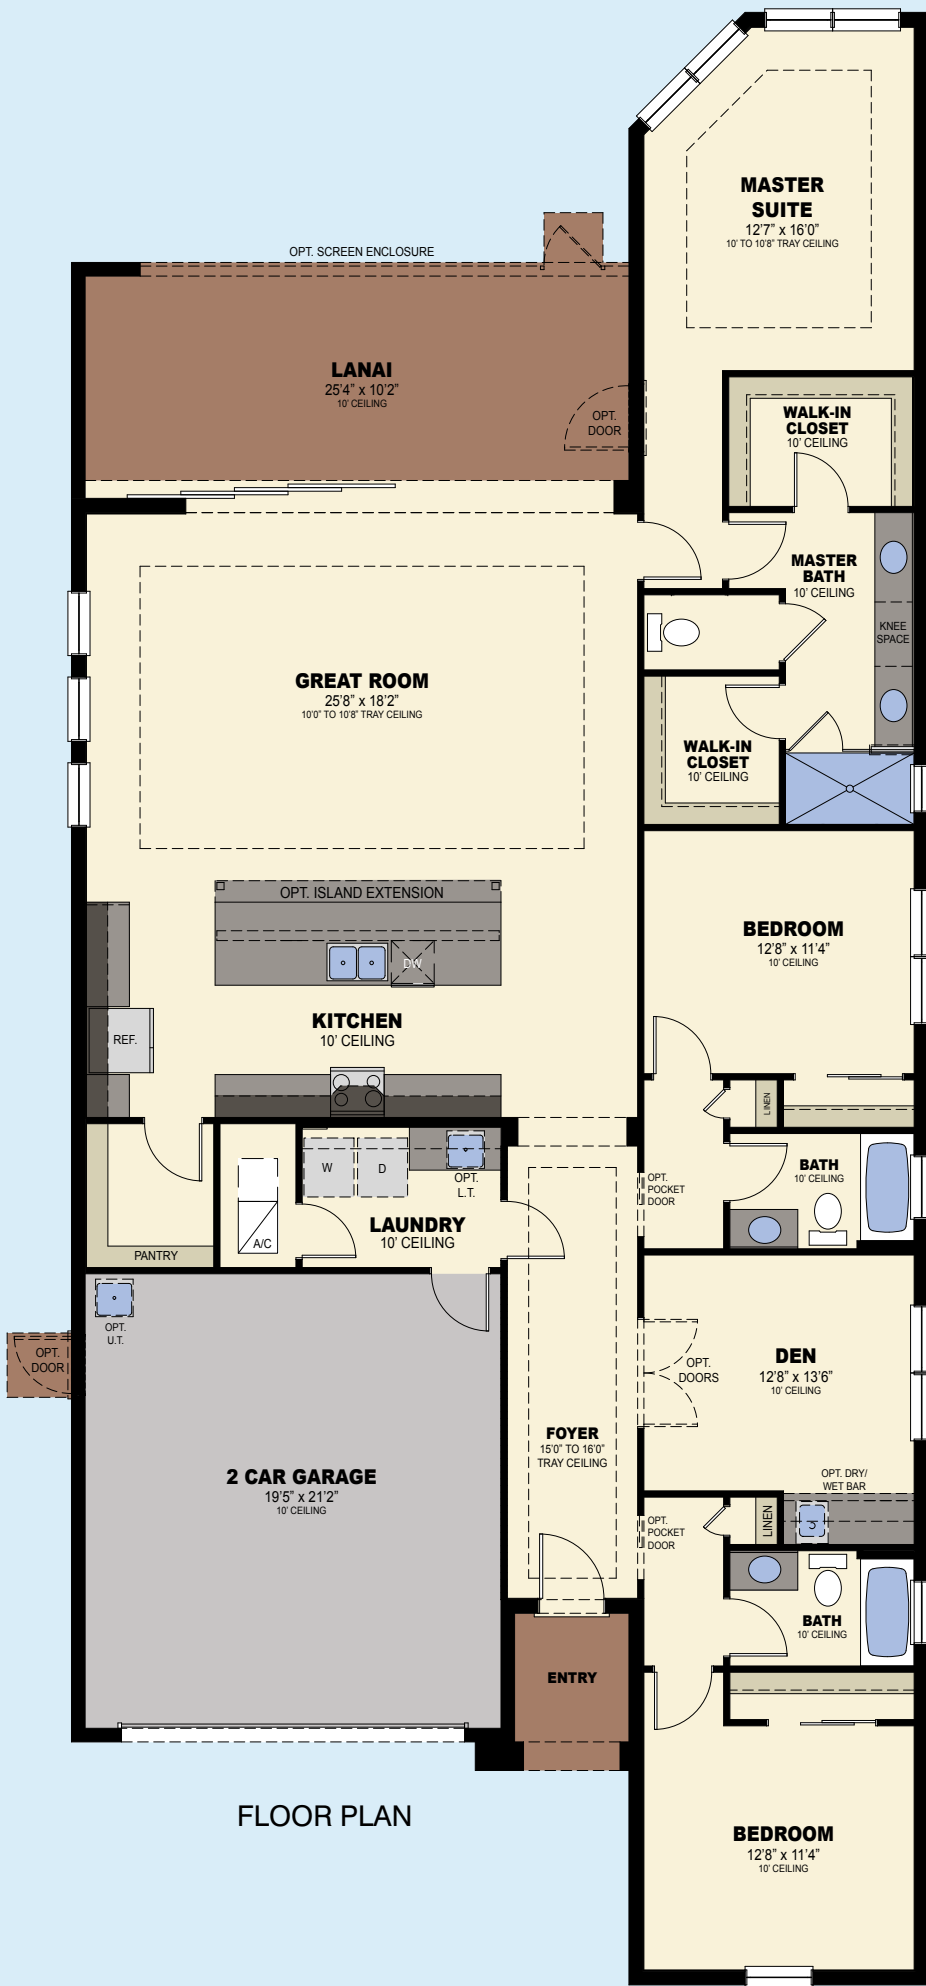 MASTER
SUITE
12'7" x 16'0"
10' TO 10'8" TRAY CEILING
OPT. SCREEN ENCLOSURE
LANAI
25'4" x 10'2"
10' CEILING
OPT.
DOOR
WALK-IN
CLOSET
10' CEILING
MASTER
BATH
10' CEILING
KNEE
SPACE
GREAT ROOM
25'8" x 18'2"
10'0" TO 10'8" TRAY CEILING
WALK-IN
CLOSET
10' CEILING
OPT. ISLAND EXTENSION
DW
BEDROOM
12'8" x 11'4"
10' CEILING
KITCHEN
10' CEILING
REF.
LINEN
W
D
OPT.
L.T.
LAUNDRY
10' CEILING
A/C
PANTRY
OPT.
POCKET
DOOR
BATH
10' CEILING
OPT.
U.T.
OPT.
DOOR
OPT.
DOORS
DEN
12'8" x 13'6"
10' CEILING
FOYER
15'0" TO 16'0"
TRAY CEILING
2 CAR GARAGE
19'5" x 21'2"
10' CEILING
OPT. DRY/
WET BAR
OPT.
POCKET
DOOR
LINEN
BATH
10' CEILING
ENTRY
FLOOR PLAN
BEDROOM
12'8" x 11'4"
10' CEILING